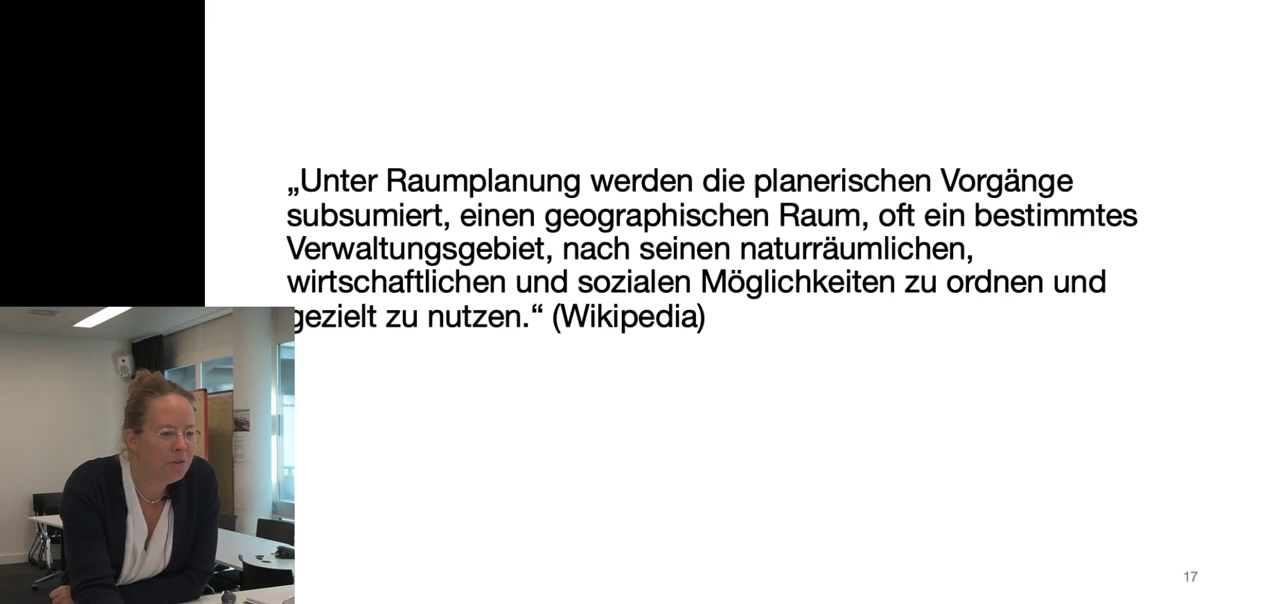 „Unter Raumplanung werden die planerischen Vorgänge
subsumiert, einen geographischen Raum, oft ein bestimmtes
Verwaltungsgebiet, nach seinen naturräumlichen,
wirtschaftlichen und sozialen Möglichkeiten zu ordnen und
gezielt zu nutzen.“ (Wikipedia)
17